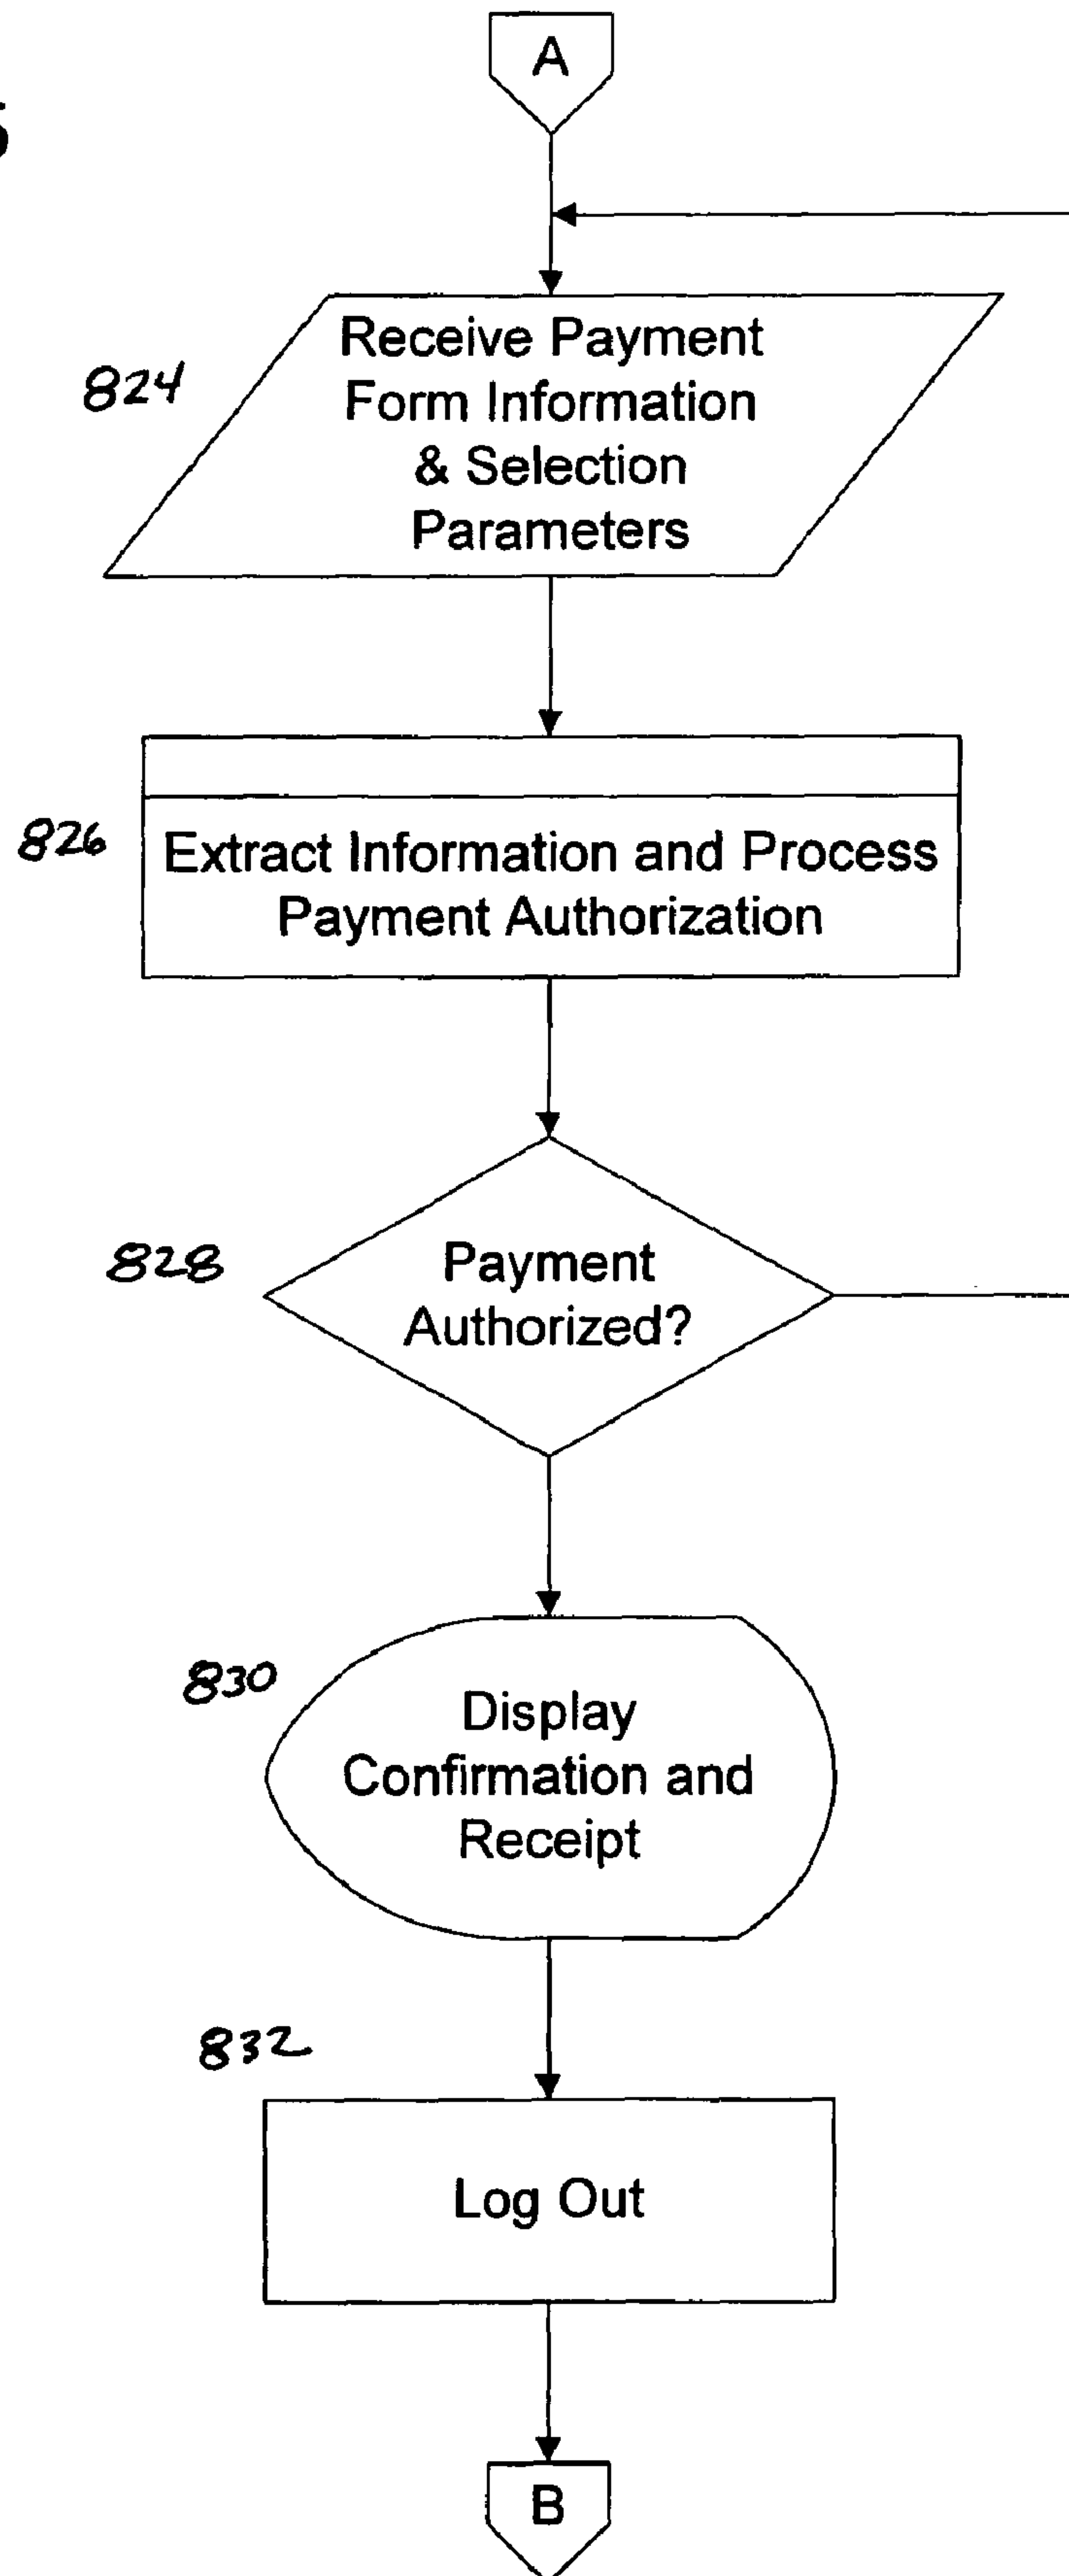 A
824
Receive Payment
Form Information
& Selection
Parameters
826
Extract Information and Process
Payment Authorization
828
Payment
Authorized?
830
Display
Confirmation and
Receipt
832
Log Out
B